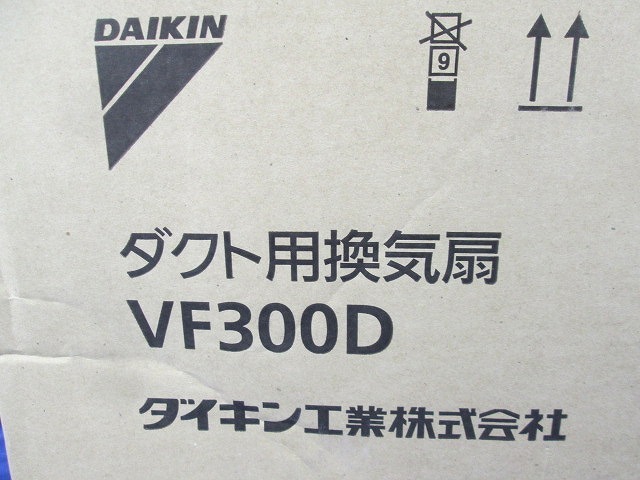 DAIKIN
9
ダクト用換気扇
VF300D
ダイキン工業株式会社